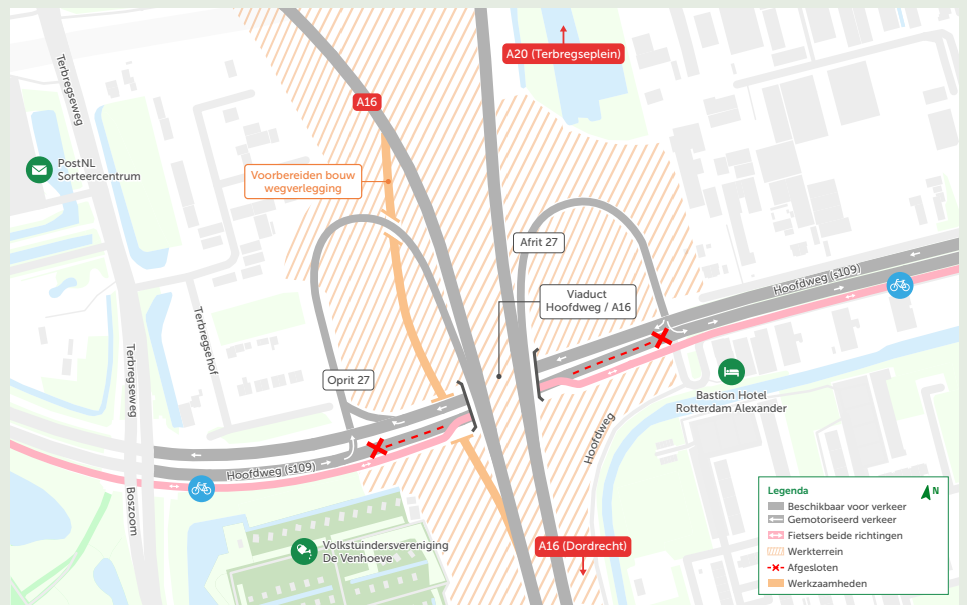 A20 (Terbregseplein)
Terbregseweg
A16
PostNL
Sorteercentrum
Voorbereiden bouw
wegverlegging
Afrit 27
Hoofdweg (s109)
Viaduct
Hoofdweg / A16
Terbregsehof
Terbregseweg
Oprit 27
Bastion Hotel
Rotterdam Alexander
Hoofdweg
Hoofdweg (s109)
Boszoom
Volkstuindersvereniging
De Venhoeve
A16 (Dordrecht)
Legenda
N
Beschikbaar voor verkeer
Gemotoriseerd verkeer
Fietsers beide richtingen
Werkterrein
Afgesloten
Werkzaamheden